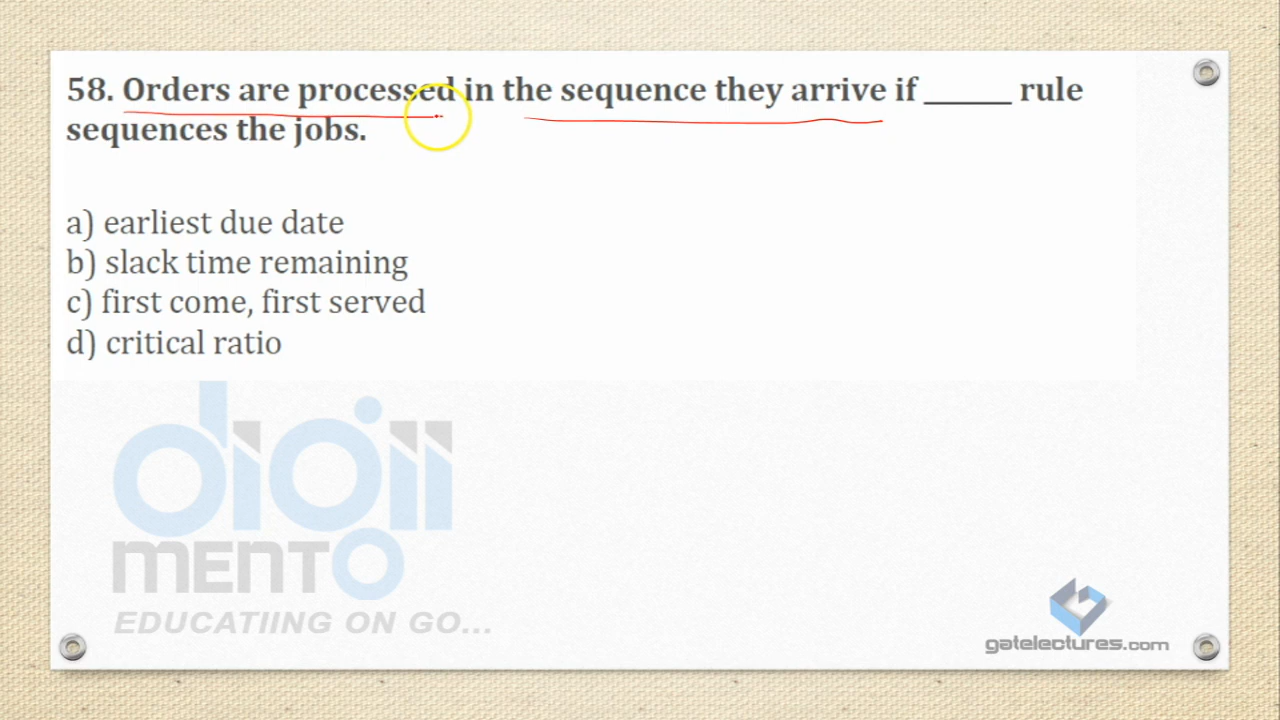 58. Orders are processed in the sequence they arrive if ______ rule
sequences the jobs.
a) earliest due date
b) slack time remaining
c) first come, first served
d) critical ratio
digii
mENTO
EDUCATIING ON GO...
gatelectures.com